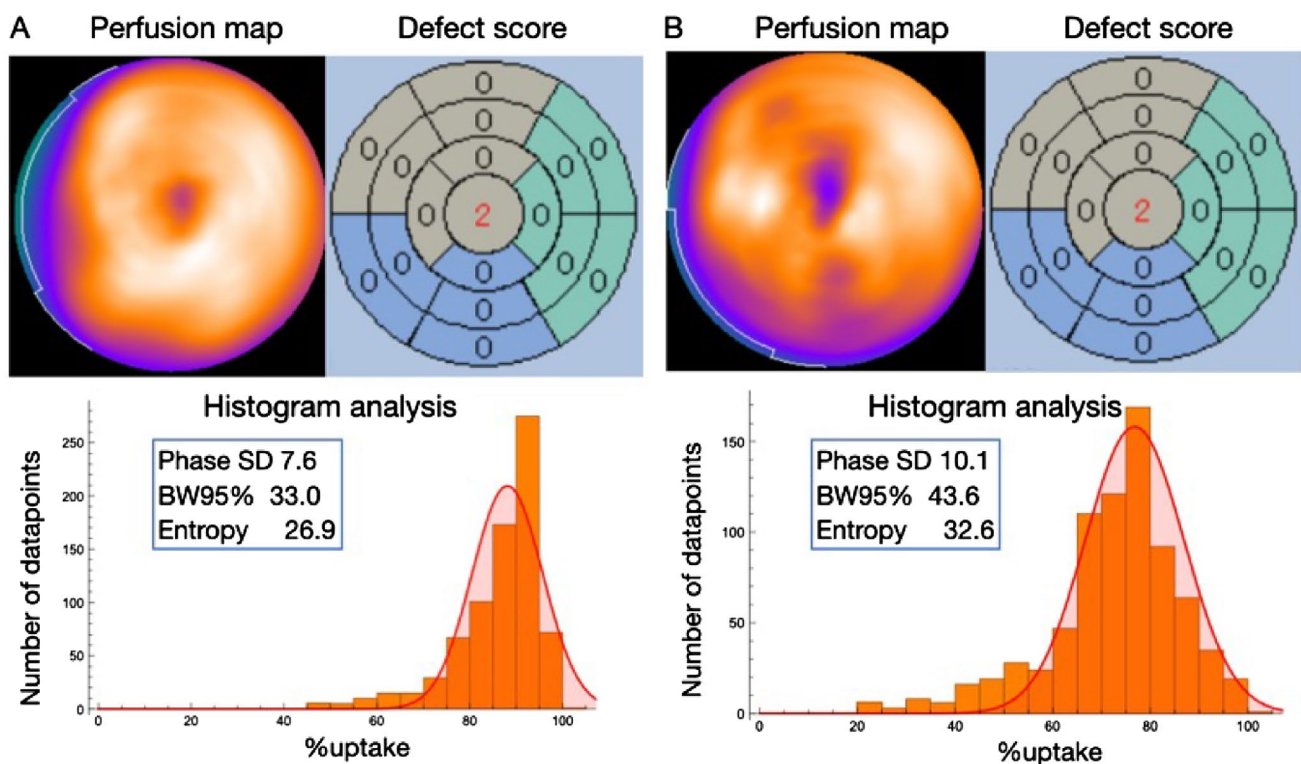 A Perfusion map Defect score
0
0
0 0
0 0
0
0 0
0 2 0
0 0
0
0 0
0
0
Histogram analysis
Phase SD 7.6
BW95% 33.0
Entropy 26.9
Number of datapoints
250
200
150
100
50
0
0 20 40 60 80 100
%uptake
B Perfusion map Defect score
0
0
0 0
0 0
0
0 0
0 2 0
0 0
0
0 0
0
0
Histogram analysis
Phase SD 10.1
BW95% 43.6
Entropy 32.6
Number of datapoints
150
100
50
0
0 20 40 60 80 100
%uptake